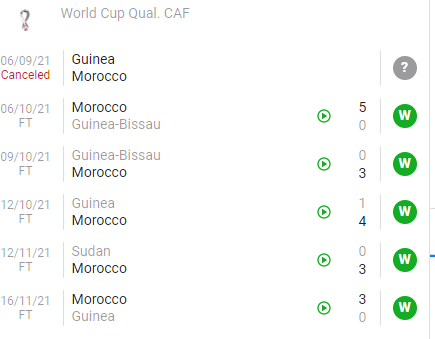 World Cup Qual. CAF
06/09/21
Canceled
Guinea
Morocco
?
06/10/21
FT
Morocco
Guinea-Bissau
5
0
W
09/10/21
FT
Guinea-Bissau
Morocco
0
3
W
12/10/21
FT
Guinea
Morocco
1
4
W
12/11/21
FT
Sudan
Morocco
0
3
W
16/11/21
FT
Morocco
Guinea
3
0
W